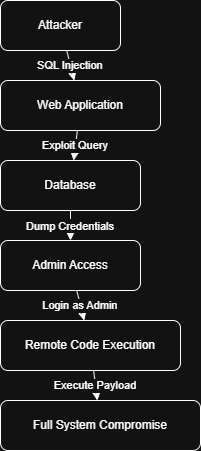 Attacker
SQL Injection
Web Application
Exploit Query
Database
Dump Credentials
Admin Access
Login as Admin
Remote Code Execution
Execute Payload
Full System Compromise